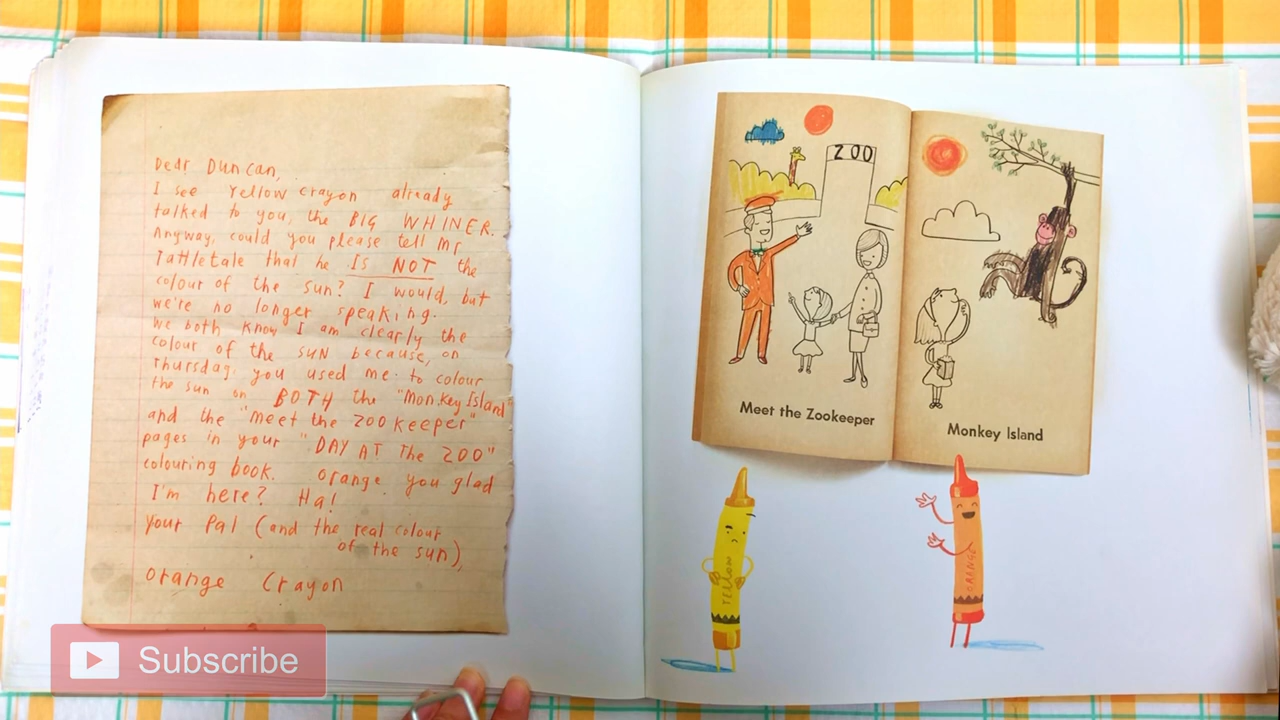 Dear Duncan,
I see Yellow crayon already
talked to you, the BIG WHINER.
Anyway, could you please tell Mr
Tattletale that he IS NOT the
colour of the sun? I would, but
we're no longer speaking.
We both know I am clearly the
colour of the sun because, on
Thursday, you used me to colour
the sun on BOTH the "Monkey Island"
and the "Meet the Zoo keeper"
pages in your "DAY AT The ZOO"
colouring book. Orange you glad
I'm here? Ha!
Your Pal (and the real colour
of the sun),
Orange Crayon
ZOO
Meet the Zookeeper
Monkey Island
YELLOW
ORANGE
Subscribe